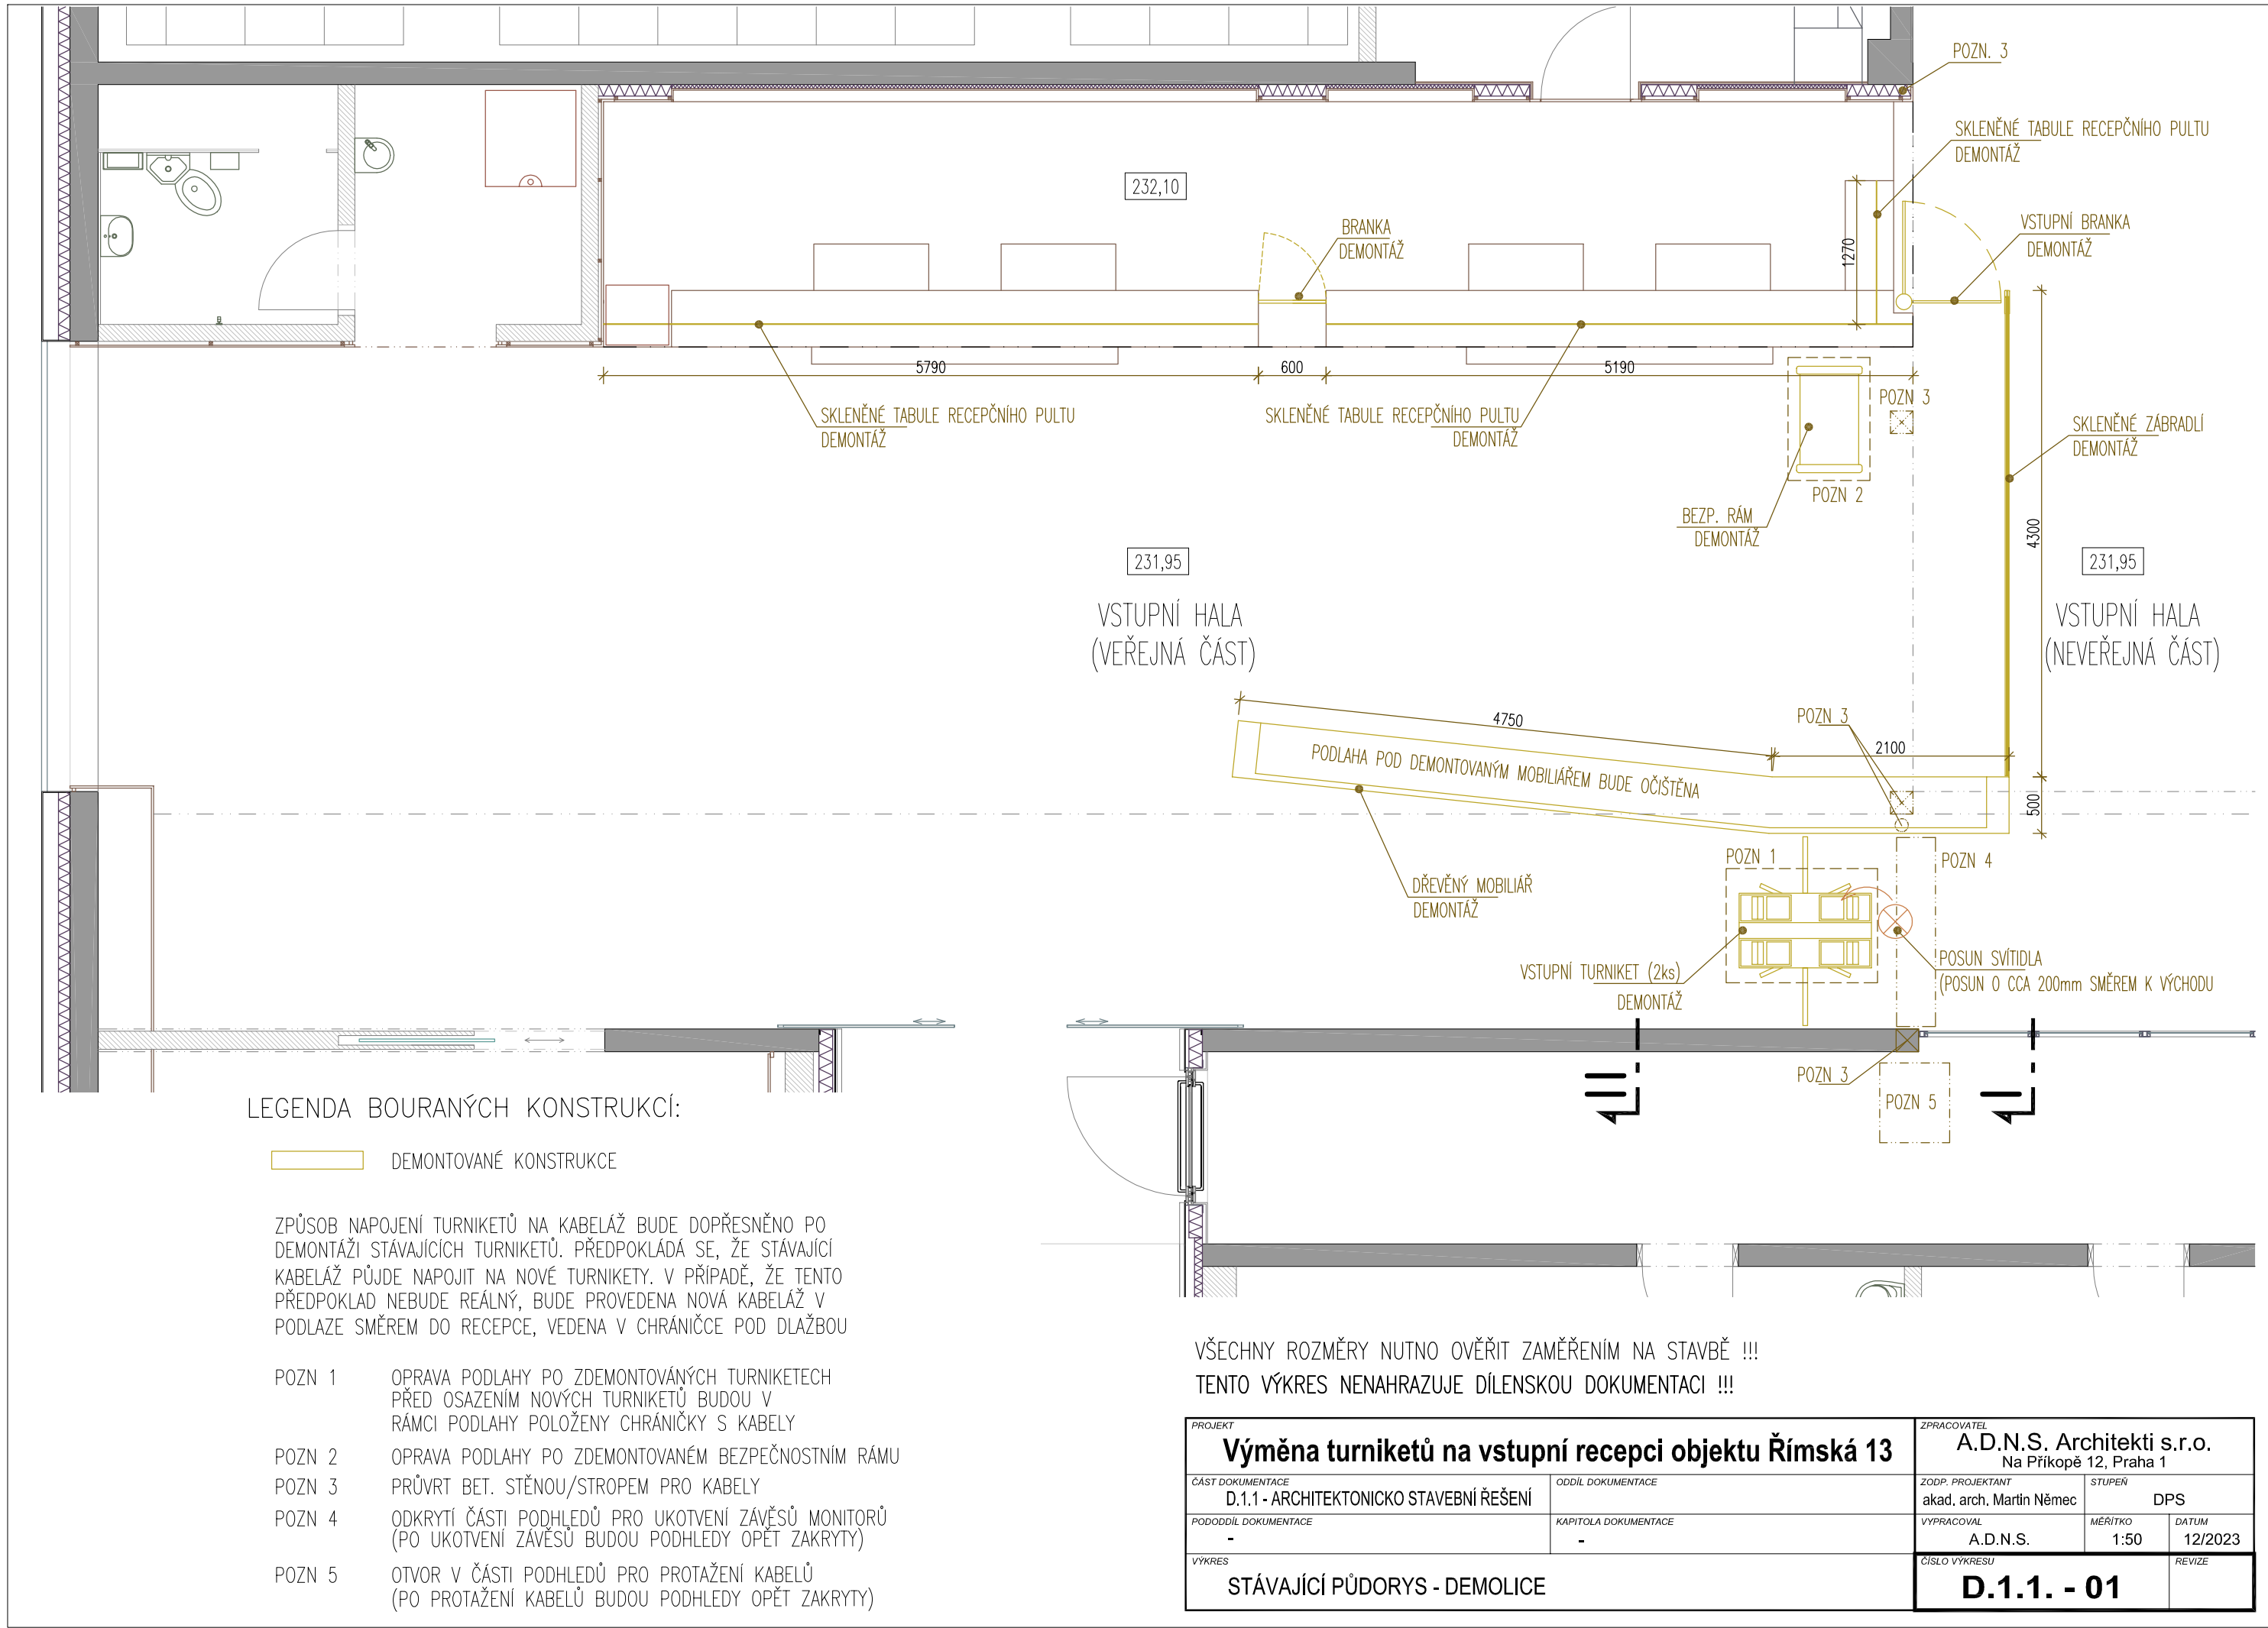 POZN. 3
SKLENĚNÉ TABULE RECEPČNÍHO PULTU
DEMONTÁŽ
232,10
BRANKA
DEMONTÁŽ
1270
VSTUPNÍ BRANKA
DEMONTÁŽ
5790
600
5190
SKLENĚNÉ TABULE RECEPČNÍHO PULTU
DEMONTÁŽ
SKLENĚNÉ TABULE RECEPČNÍHO PULTU
DEMONTÁŽ
POZN 3
SKLENĚNÉ ZÁBRADLÍ
DEMONTÁŽ
POZN 2
BEZP. RÁM
DEMONTÁŽ
4300
231,95
VSTUPNÍ HALA
(VEŘEJNÁ ČÁST)
231,95
VSTUPNÍ HALA
(NEVEŘEJNÁ ČÁST)
4750
POZN 3
2100
PODLAHA POD DEMONTOVANÝM MOBILIÁŘEM BUDE OČIŠTĚNA
500
POZN 1
POZN 4
DŘEVĚNÝ MOBILIÁŘ
DEMONTÁŽ
VSTUPNÍ TURNIKET (2ks)
DEMONTÁŽ
POSUN SVÍTIDLA
(POSUN O CCA 200mm SMĚREM K VÝCHODU
POZN 3
POZN 5
LEGENDA BOURANÝCH KONSTRUKCÍ:
DEMONTOVANÉ KONSTRUKCE
ZPŮSOB NAPOJENÍ TURNIKETŮ NA KABELÁŽ BUDE DOPŘESNĚNO PO
DEMONTÁŽI STÁVAJÍCÍCH TURNIKETŮ. PŘEDPOKLÁDÁ SE, ŽE STÁVAJÍCÍ
KABELÁŽ PŮJDE NAPOJIT NA NOVÉ TURNIKETY. V PŘÍPADĚ, ŽE TENTO
PŘEDPOKLAD NEBUDE REÁLNÝ, BUDE PROVEDENA NOVÁ KABELÁŽ V
PODLAZE SMĚREM DO RECEPCE, VEDENA V CHRÁNIČCE POD DLAŽBOU
POZN 1 OPRAVA PODLAHY PO ZDEMONTOVÁNÝCH TURNIKETECH
PŘED OSAZENÍM NOVÝCH TURNIKETŮ BUDOU V
RÁMCI PODLAHY POLOŽENY CHRÁNIČKY S KABELY
POZN 2 OPRAVA PODLAHY PO ZDEMONTOVANÉM BEZPEČNOSTNÍM RÁMU
POZN 3 PRŮVRT BET. STĚNOU/STROPEM PRO KABELY
POZN 4 ODKRYTÍ ČÁSTI PODHLEDŮ PRO UKOTVENÍ ZÁVĚSŮ MONITORŮ
(PO UKOTVENÍ ZÁVĚSŮ BUDOU PODHLEDY OPĚT ZAKRYTY)
POZN 5 OTVOR V ČÁSTI PODHLEDŮ PRO PROTAŽENÍ KABELŮ
(PO PROTAŽENÍ KABELŮ BUDOU PODHLEDY OPĚT ZAKRYTY)
VŠECHNY ROZMĚRY NUTNO OVĚŘIT ZAMĚŘENÍM NA STAVBĚ !!!
TENTO VÝKRES NENAHRAZUJE DÍLENSKOU DOKUMENTACI !!!
PROJEKT
Výměna turniketů na vstupní recepci objektu Římská 13
ZPRACOVATEL
A.D.N.S. Architekti s.r.o.
Na Příkopě 12, Praha 1
ČÁST DOKUMENTACE
D.1.1 - ARCHITEKTONICKO STAVEBNÍ ŘEŠENÍ
ODDÍL DOKUMENTACE
ZODP. PROJEKTANT
akad. arch. Martin Němec
STUPEŇ
DPS
PODODDÍL DOKUMENTACE
-
KAPITOLA DOKUMENTACE
-
VYPRACOVAL
A.D.N.S.
MĚŘÍTKO
1:50
DATUM
12/2023
VÝKRES
STÁVAJÍCÍ PŮDORYS - DEMOLICE
ČÍSLO VÝKRESU
D.1.1. - 01
REVIZE